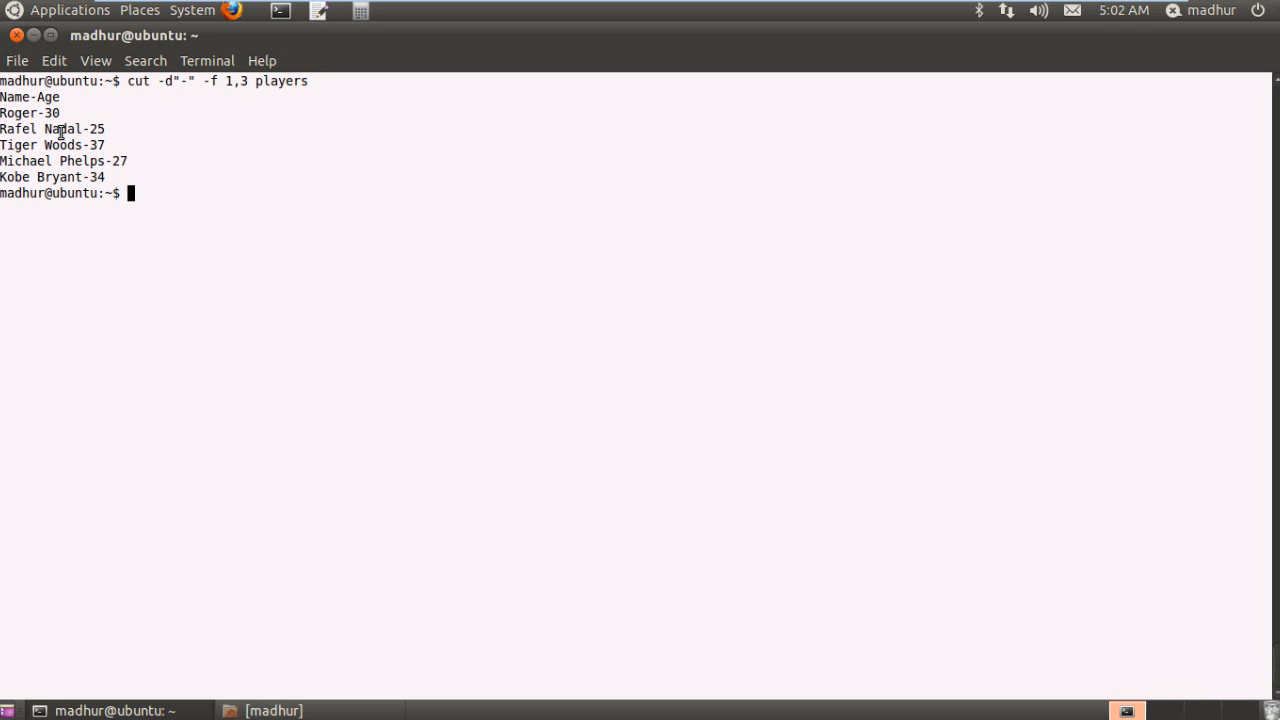 Applications Places System 5:02 AM madhur
madhur@ubuntu: ~
File Edit View Search Terminal Help
madhur@ubuntu:~$ cut -d"-" -f 1,3 players
Name-Age
Roger-30
Rafel Nadal-25
Tiger Woods-37
Michael Phelps-27
Kobe Bryant-34
madhur@ubuntu:~$
madhur@ubuntu: ~ [madhur]